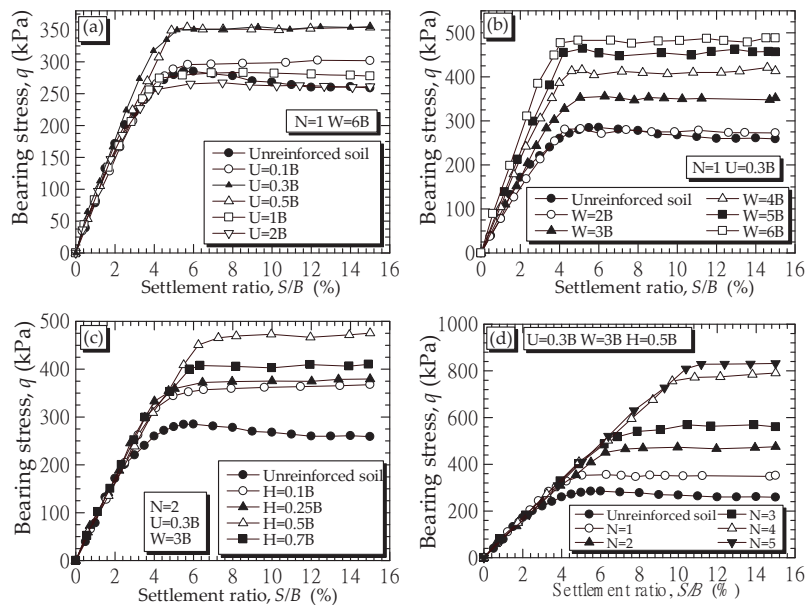 (a)
Bearing stress, q (kPa)
400
350
300
250
200
150
100
50
0
N=1 W=6B
Unreinforced soil
U=0.1B
U=0.3B
U=0.5B
U=1B
U=2B
0 2 4 6 8 10 12 14 16
Settlement ratio, S/B (%)
(b)
Bearing stress, q (kPa)
500
400
300
200
100
0
N=1 U=0.3B
Unreinforced soil
W=2B
W=3B
W=4B
W=5B
W=6B
0 2 4 6 8 10 12 14 16
Settlement ratio, S/B (%)
(c)
Bearing stress, q (kPa)
500
400
300
200
100
0
N=2
U=0.3B
W=3B
Unreinforced soil
H=0.1B
H=0.25B
H=0.5B
H=0.7B
0 2 4 6 8 10 12 14 16
Settlement ratio, S/B (%)
(d)
U=0.3B W=3B H=0.5B
Bearing stress, q (kPa)
1000
800
600
400
200
0
Unreinforced soil
N=1
N=2
N=3
N=4
N=5
0 2 4 6 8 10 12 14 16
Settlement ratio, S/B (%)